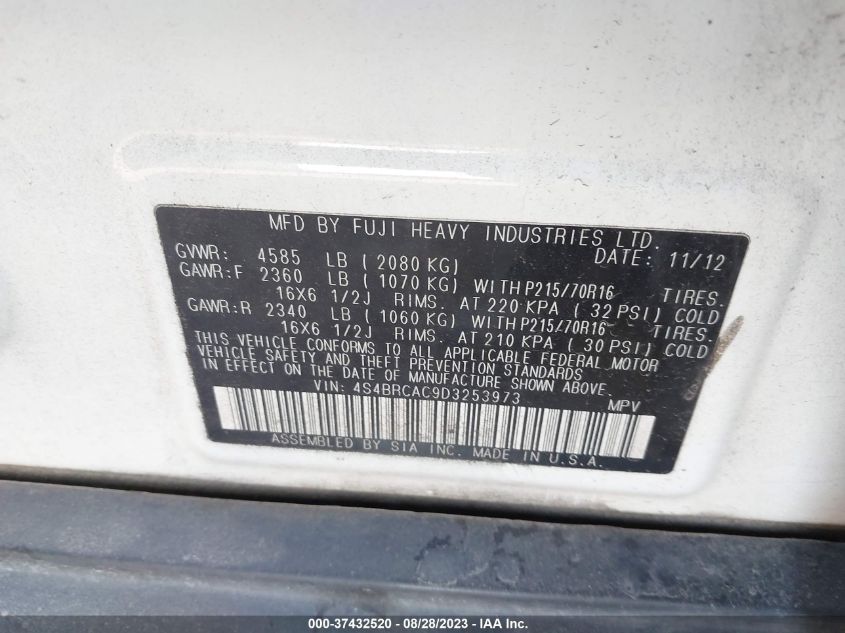 MFD BY FUJI HEAVY INDUSTRIES LTD.
GVWR: 4585 LB ( 2080 KG) DATE: 11/12
GAWR:F 2360 LB ( 1070 KG) WITH P215/70R16 TIRES.
16X6 1/2J RIMS. AT 220 KPA ( 32 PSI) COLD
GAWR:R 2340 LB ( 1060 KG) WITH P215/70R16 TIRES.
16X6 1/2J RIMS. AT 210 KPA ( 30 PSI) COLD
THIS VEHICLE CONFORMS TO ALL APPLICABLE FEDERAL MOTOR
VEHICLE SAFETY AND THEFT PREVENTION STANDARDS
IN EFFECT ON THE DATE OF MANUFACTURE SHOWN ABOVE.
VIN: 4S4BRCAC9D3253973 MPV
ASSEMBLED BY SIA INC. MADE IN U.S.A.
000-37432520 - 08/28/2023 - IAA Inc.